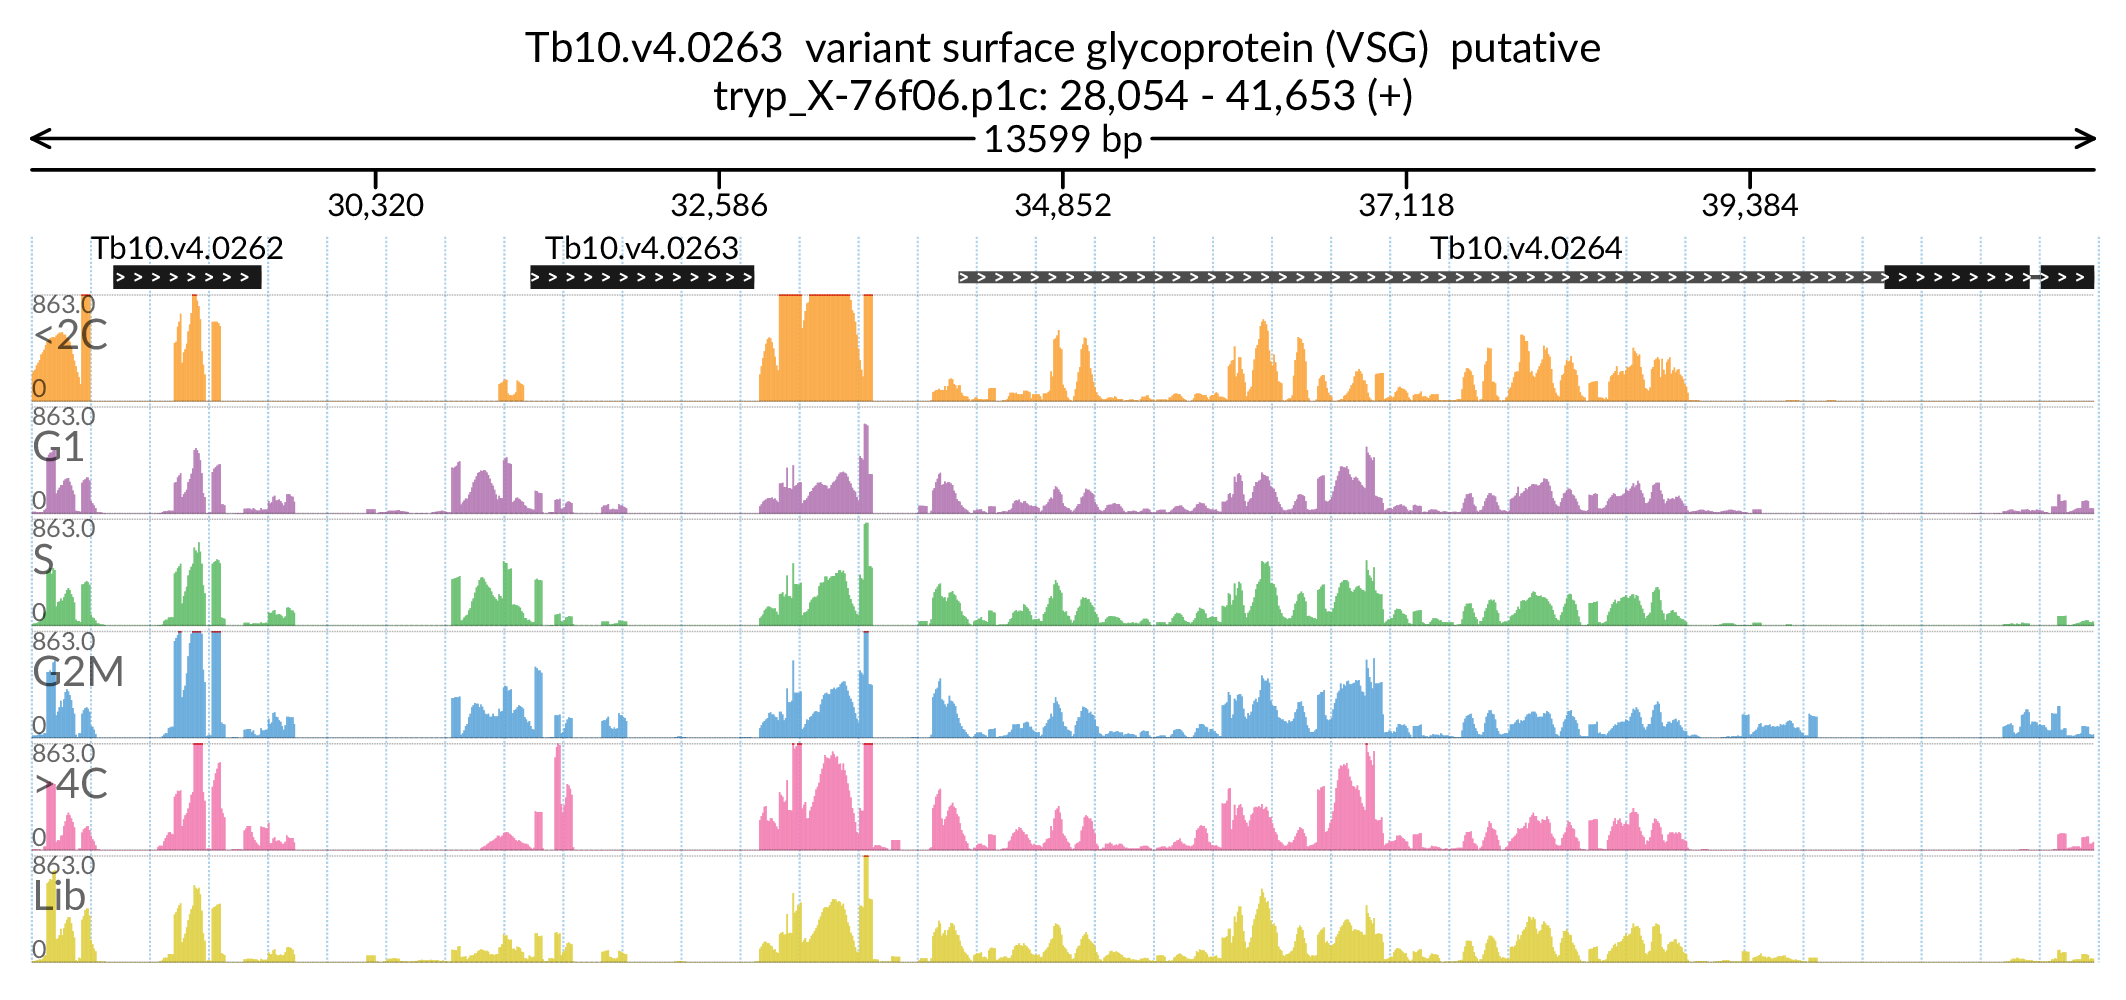 Tb10.v4.0263 variant surface glycoprotein (VSG) putative
tryp_X-76f06.p1c: 28,054 - 41,653 (+)
13599 bp
30,320 32,586 34,852 37,118 39,384
Tb10.v4.0262 Tb10.v4.0263 Tb10.v4.0264
863.0
<2C
0
863.0
G1
0
863.0
S
0
863.0
G2M
0
863.0
>4C
0
863.0
Lib
0